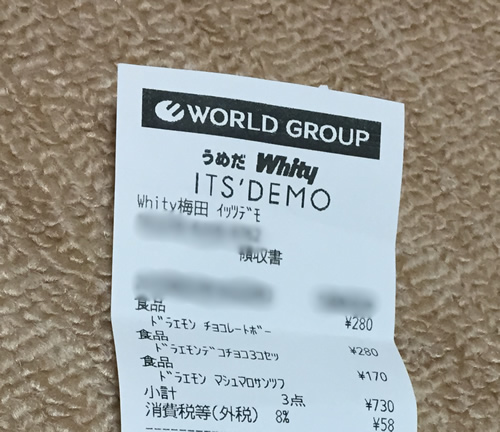 WORLD GROUP
うめだ Whity
ITS'DEMO
Whity梅田 ｲｯﾂﾃﾞﾓ
領収書
食品
ﾄﾞﾗｴﾓﾝ ﾁｮｺﾚｰﾄﾎﾞｰ ¥280
食品
ﾄﾞﾗｴﾓﾝﾃﾞｺﾁｮｺ3ｺｾｯ ¥280
食品
ﾄﾞﾗｴﾓﾝ ﾏｼｭﾏﾛｻﾝﾂﾌ ¥170
小計 3点 ¥730
消費税等(外税) 8% ¥58